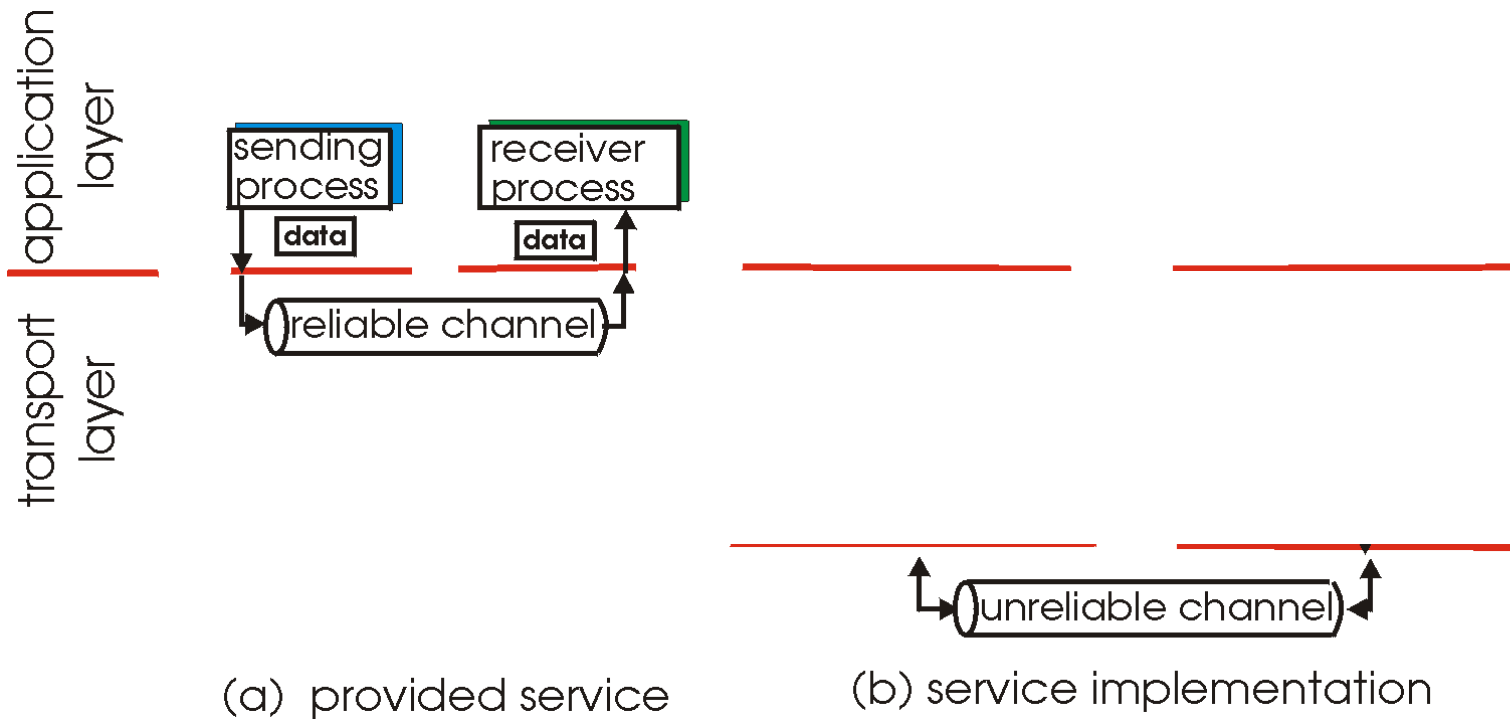 application
layer
sending
process
receiver
process
data
data
transport
layer
reliable channel
unreliable channel
(a) provided service
(b) service implementation